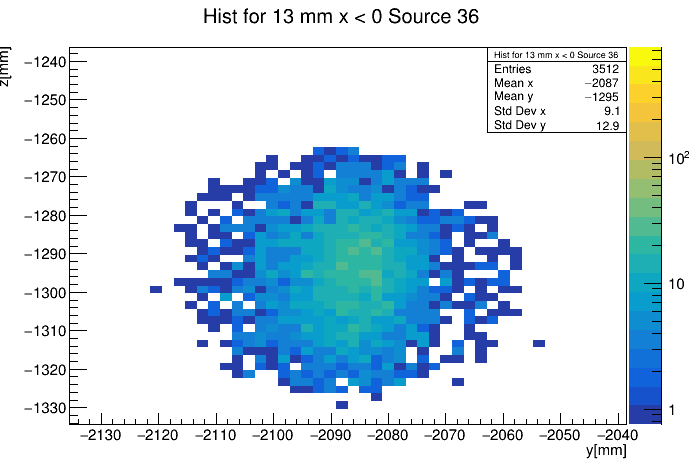 Hist for 13 mm x < 0 Source 36
z[mm]
−1240
−1250
−1260
−1270
−1280
−1290
−1300
−1310
−1320
−1330
Hist for 13 mm x < 0 Source 36
Entries 3512
Mean x −2087
Mean y −1295
Std Dev x 9.1
Std Dev y 12.9
10²
10
1
−2130 −2120 −2110 −2100 −2090 −2080 −2070 −2060 −2050 −2040
y[mm]